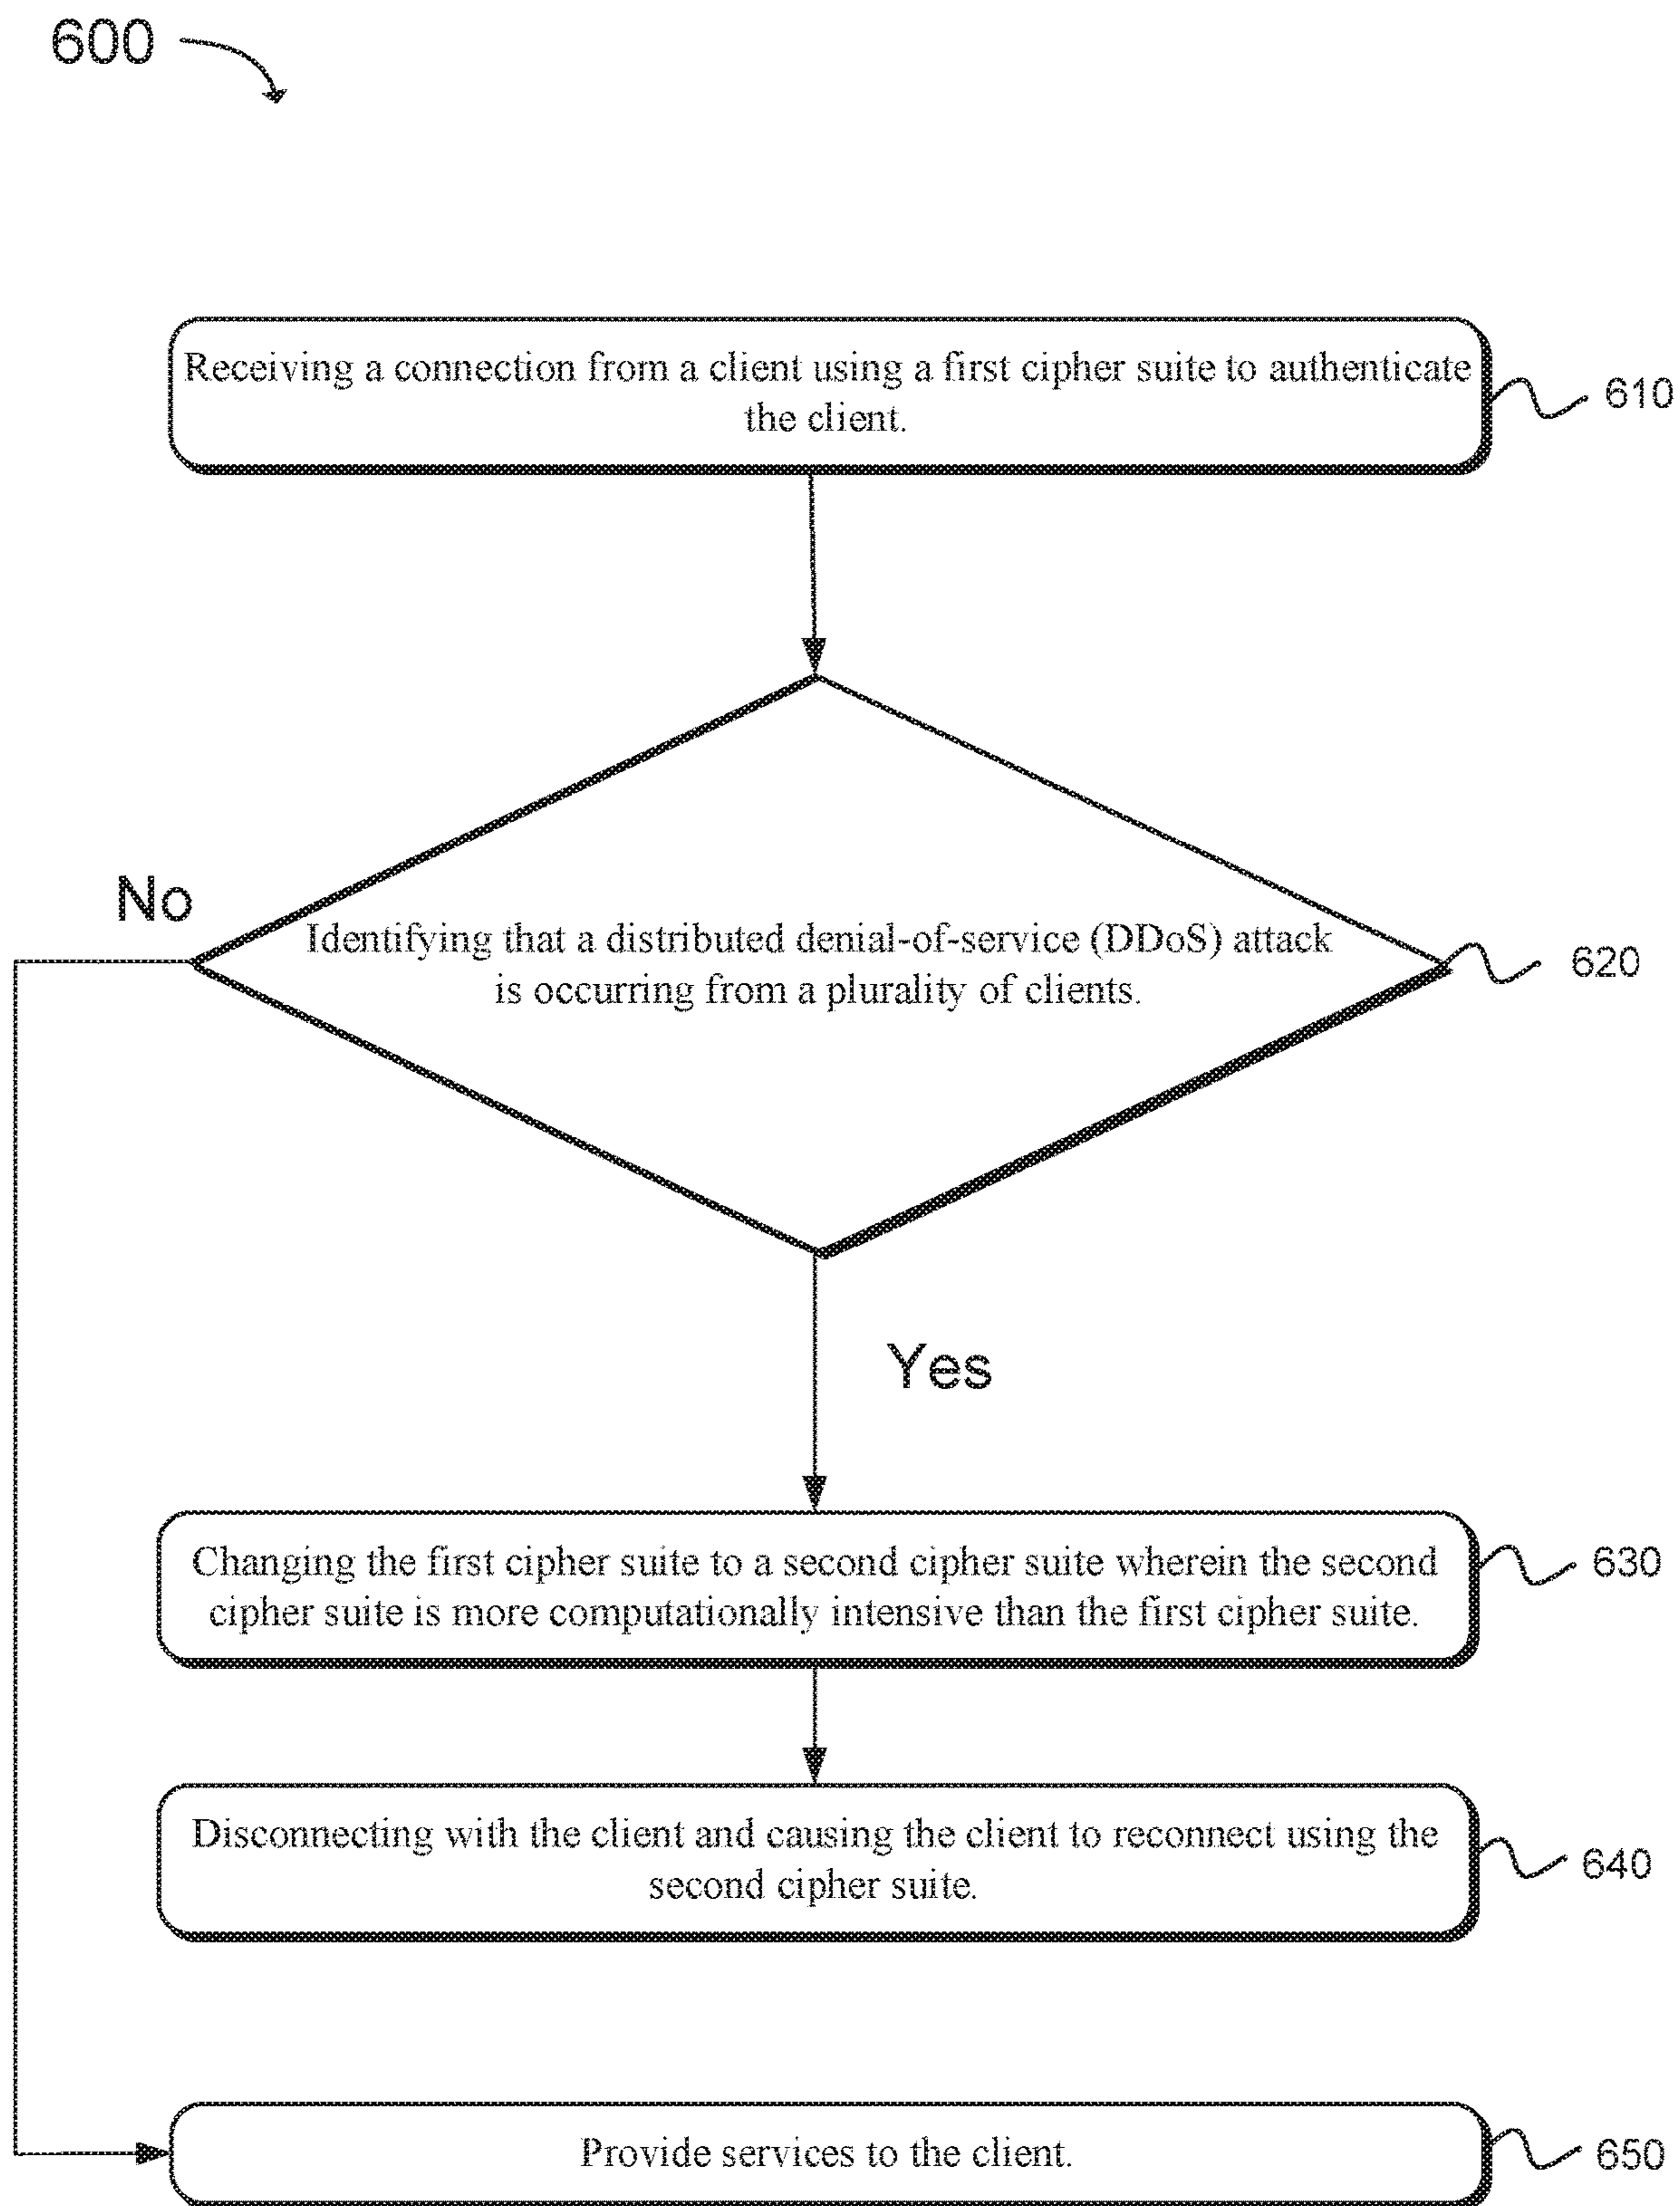 600
Receiving a connection from a client using a first cipher suite to authenticate
the client.
610
No
Identifying that a distributed denial-of-service (DDoS) attack
is occurring from a plurality of clients.
620
Yes
Changing the first cipher suite to a second cipher suite wherein the second
cipher suite is more computationally intensive than the first cipher suite.
630
Disconnecting with the client and causing the client to reconnect using the
second cipher suite.
640
Provide services to the client.
650